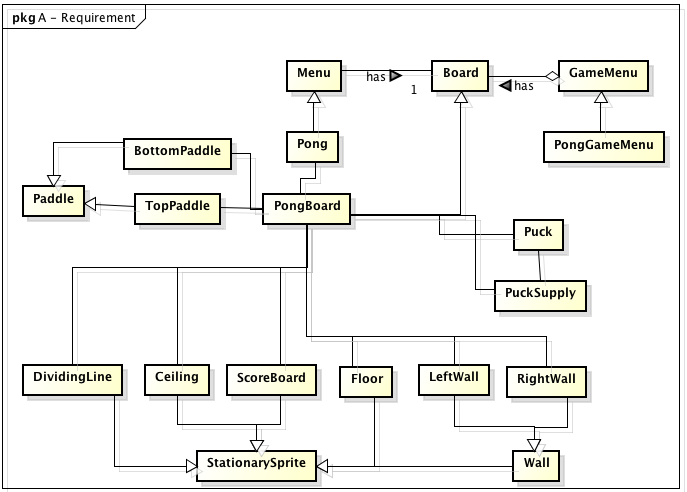 pkg A - Requirement
Menu
has
1
Board
has
GameMenu
Pong
PongGameMenu
BottomPaddle
Paddle
TopPaddle
PongBoard
Puck
PuckSupply
DividingLine
Ceiling
ScoreBoard
Floor
LeftWall
RightWall
StationarySprite
Wall